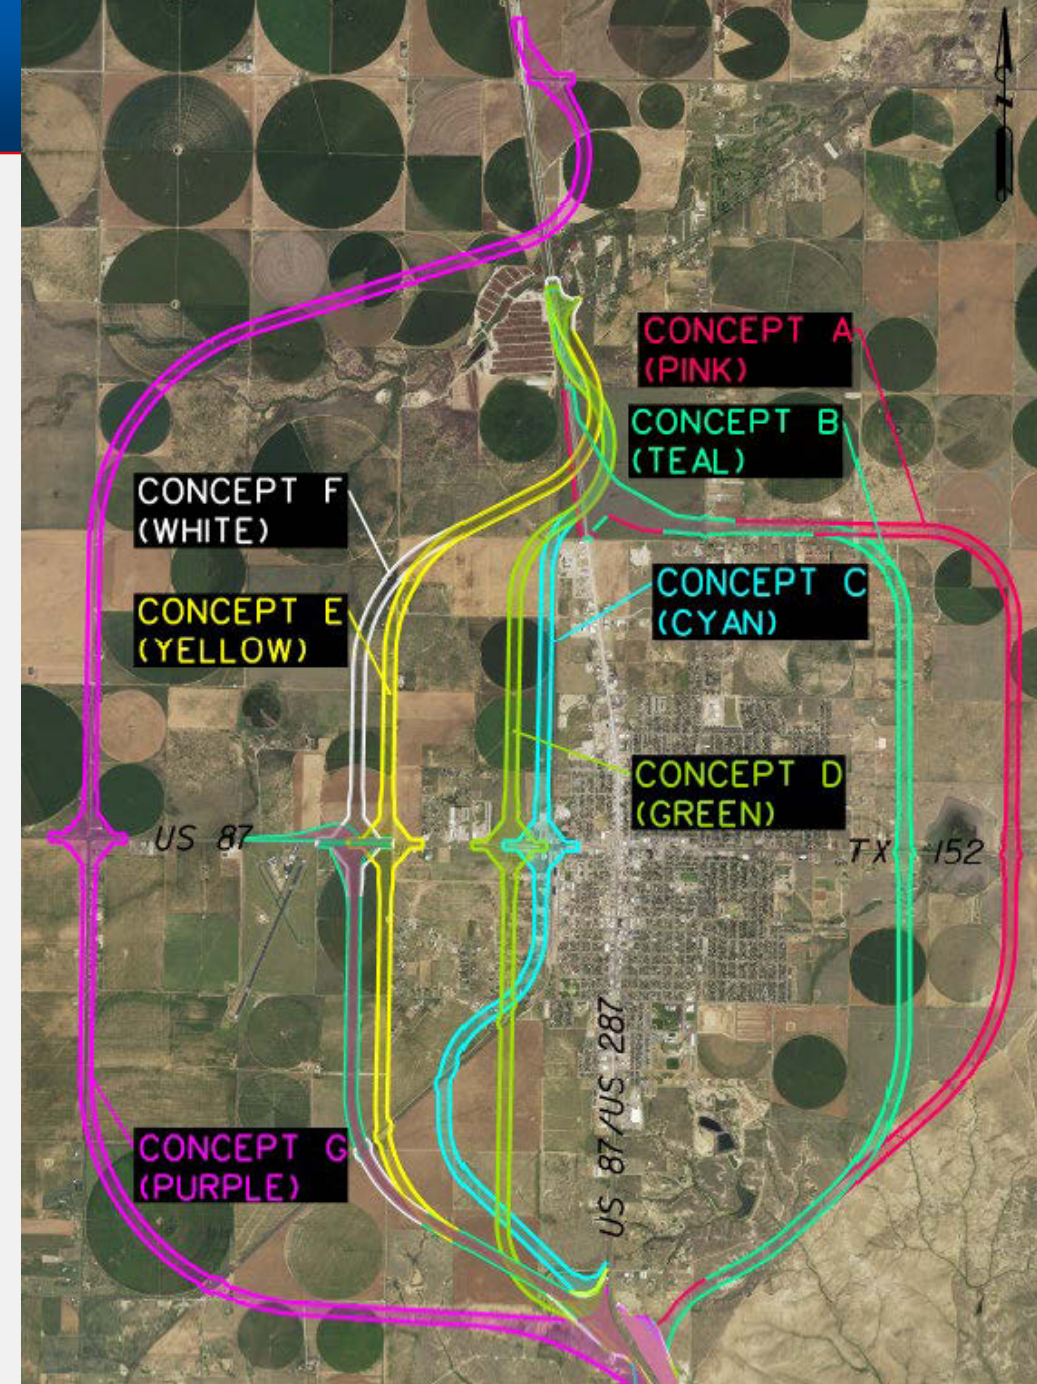 N
CONCEPT A
(PINK)
CONCEPT B
(TEAL)
CONCEPT F
(WHITE)
CONCEPT C
(CYAN)
CONCEPT E
(YELLOW)
CONCEPT D
(GREEN)
US 87
TX 152
US 87/US 287
CONCEPT G
(PURPLE)